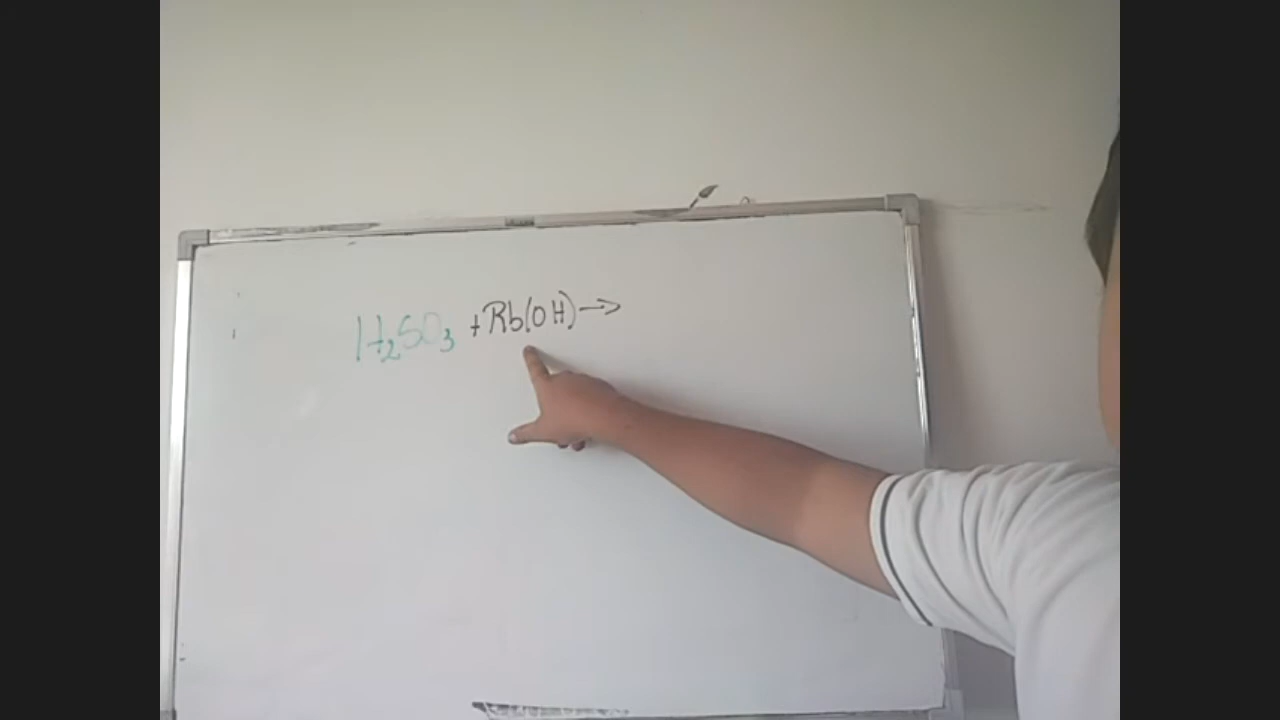 H₂SO₃ + Rb(OH) →